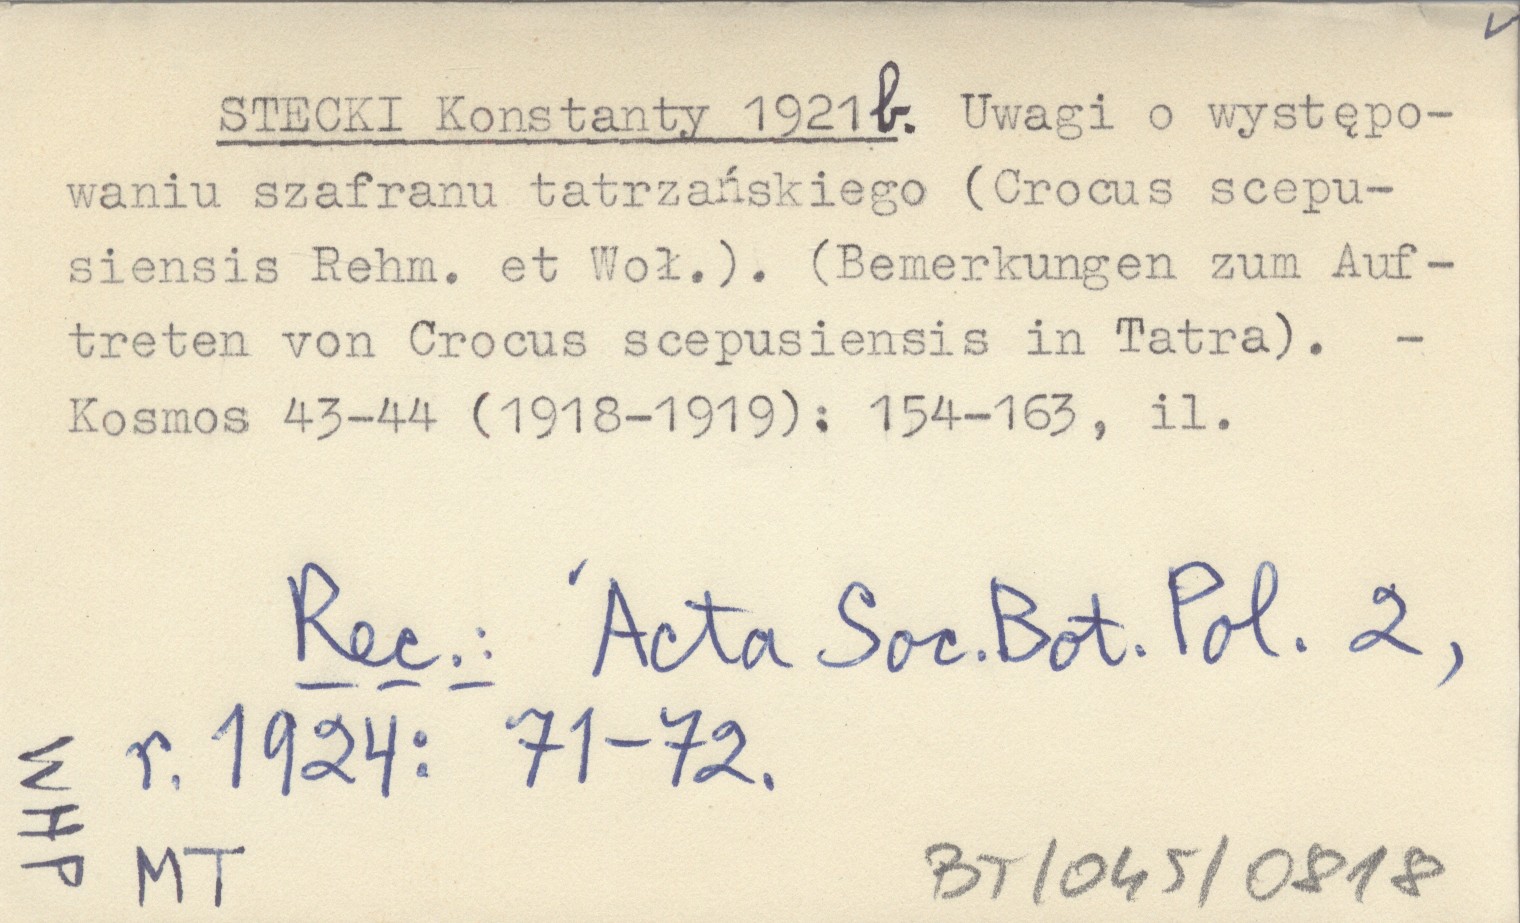 STECKI Konstanty 1921b. Uwagi o występo-
waniu szafranu tatrzańskiego (Crocus scepu-
siensis Rehm. et Woł.). (Bemerkungen zum Auf-
treten von Crocus scepusiensis in Tatra). -
Kosmos 43-44 (1918-1919): 154-163, il.
Rec.: Acta Soc. Bot. Pol. 2,
r. 1924: 71-72.
WHP
MT
BT/045/0818